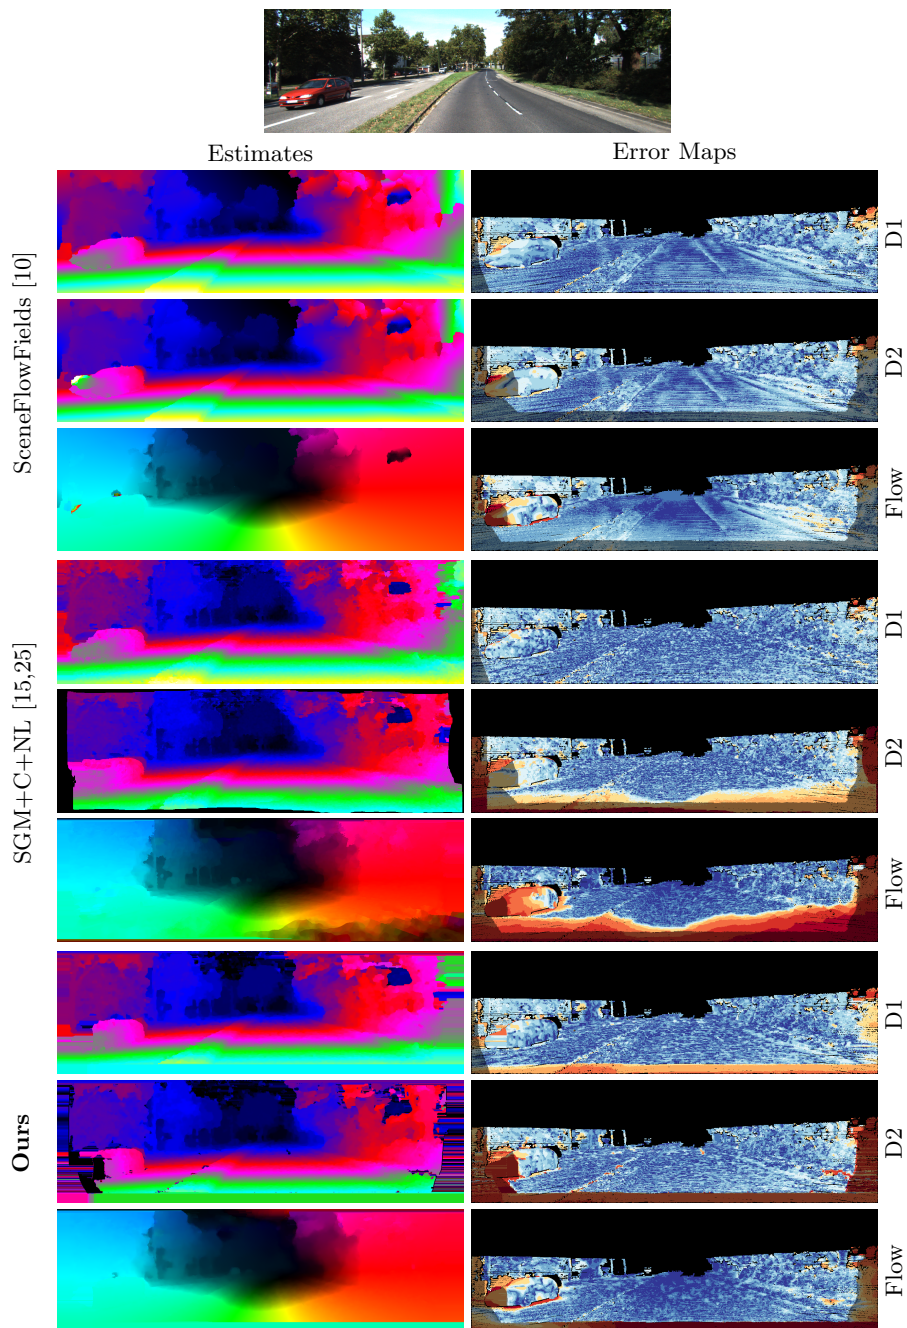 Estimates
Error Maps
SceneFlowFields [10]
D1
D2
Flow
SGM+C+NL [15,25]
D1
D2
Flow
Ours
D1
D2
Flow